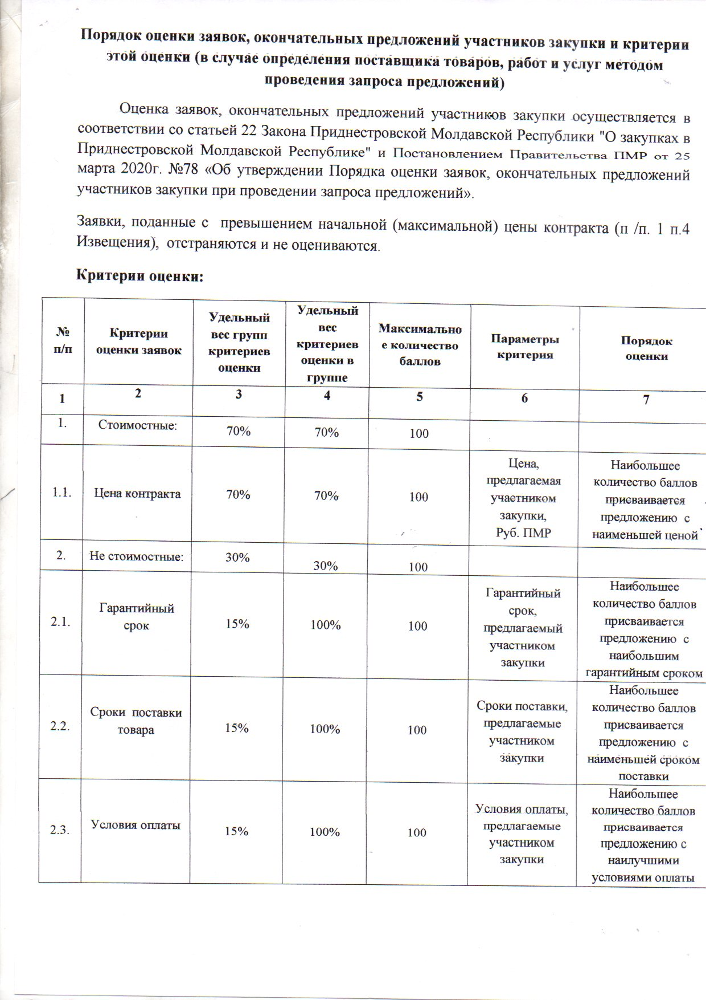 Порядок оценки заявок, окончательных предложений участников закупки и критерии
этой оценки (в случае определения поставщика товаров, работ и услуг методом
проведения запроса предложений)
Оценка заявок, окончательных предложений участников закупки осуществляется в
соответствии со статьей 22 Закона Приднестровской Молдавской Республики "О закупках в
Приднестровской Молдавской Республике" и Постановлением Правительства ПМР от 25
марта 2020г. №78 «Об утверждении Порядка оценки заявок, окончательных предложений
участников закупки при проведении запроса предложений».
Заявки, поданные с превышением начальной (максимальной) цены контракта (п /п. 1 п.4
Извещения), отстраняются и не оцениваются.
Критерии оценки:
№
п/п
Критерии
оценки заявок
Удельный
вес групп
критериев
оценки
Удельный
вес
критериев
оценки в
группе
Максимально
е количество
баллов
Параметры
критерия
Порядок
оценки
1
2
3
4
5
6
7
1.
Стоимостные:
70%
70%
100
1.1.
Цена контракта
70%
70%
100
Цена,
предлагаемая
участником
закупки,
Руб. ПМР
Наибольшее
количество баллов
присваивается
предложению с
наименьшей ценой
2.
Не стоимостные:
30%
30%
100
2.1.
Гарантийный
срок
15%
100%
100
Гарантийный
срок,
предлагаемый
участником
закупки
Наибольшее
количество баллов
присваивается
предложению с
наибольшим
гарантийным сроком
2.2.
Сроки поставки
товара
15%
100%
100
Сроки поставки,
предлагаемые
участником
закупки
Наибольшее
количество баллов
присваивается
предложению с
наименьшей сроком
поставки
2.3.
Условия оплаты
15%
100%
100
Условия оплаты,
предлагаемые
участником
закупки
Наибольшее
количество баллов
присваивается
предложению с
наилучшими
условиями оплаты